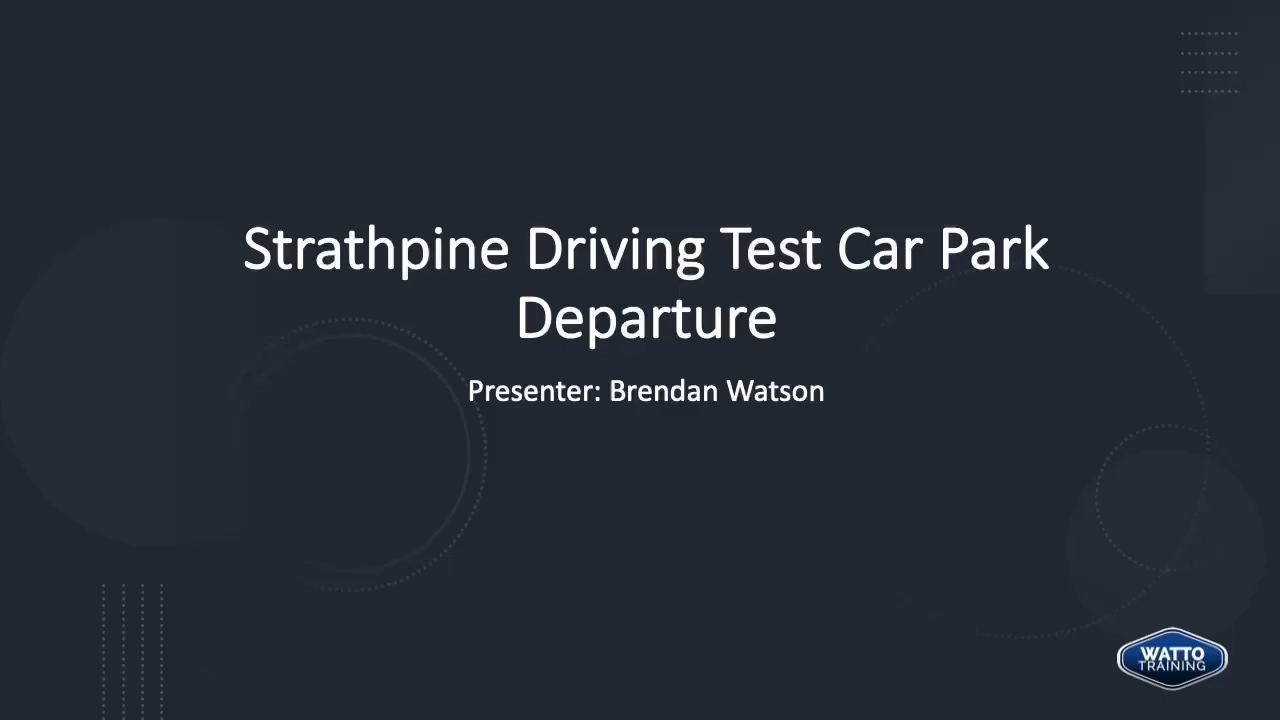 Strathpine Driving Test Car Park
Departure
Presenter: Brendan Watson
WATTO
TRAINING